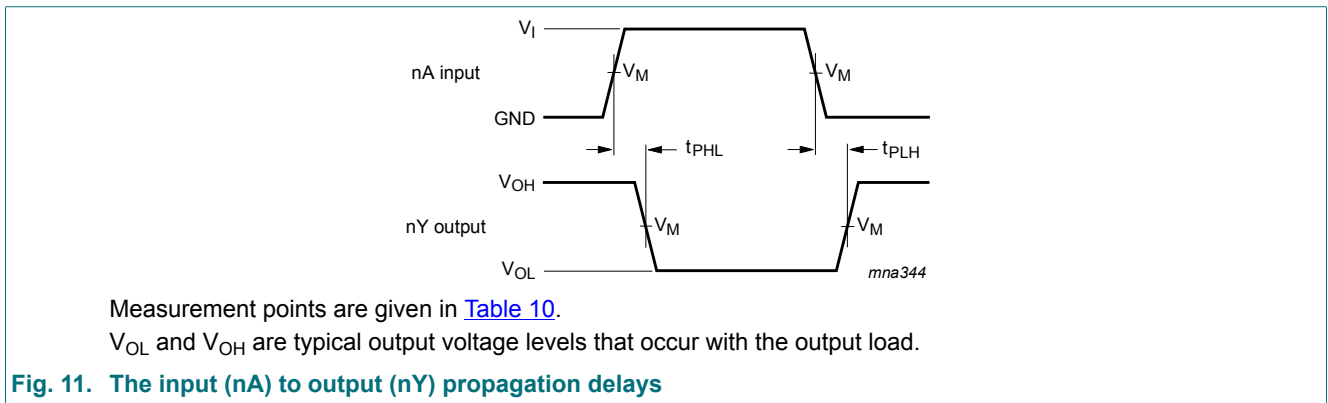 V_I
nA input
V_M
V_M
GND
t_PHL
t_PLH
V_OH
nY output
V_M
V_M
V_OL
mna344
Measurement points are given in Table 10.
V_OL and V_OH are typical output voltage levels that occur with the output load.
Fig. 11. The input (nA) to output (nY) propagation delays